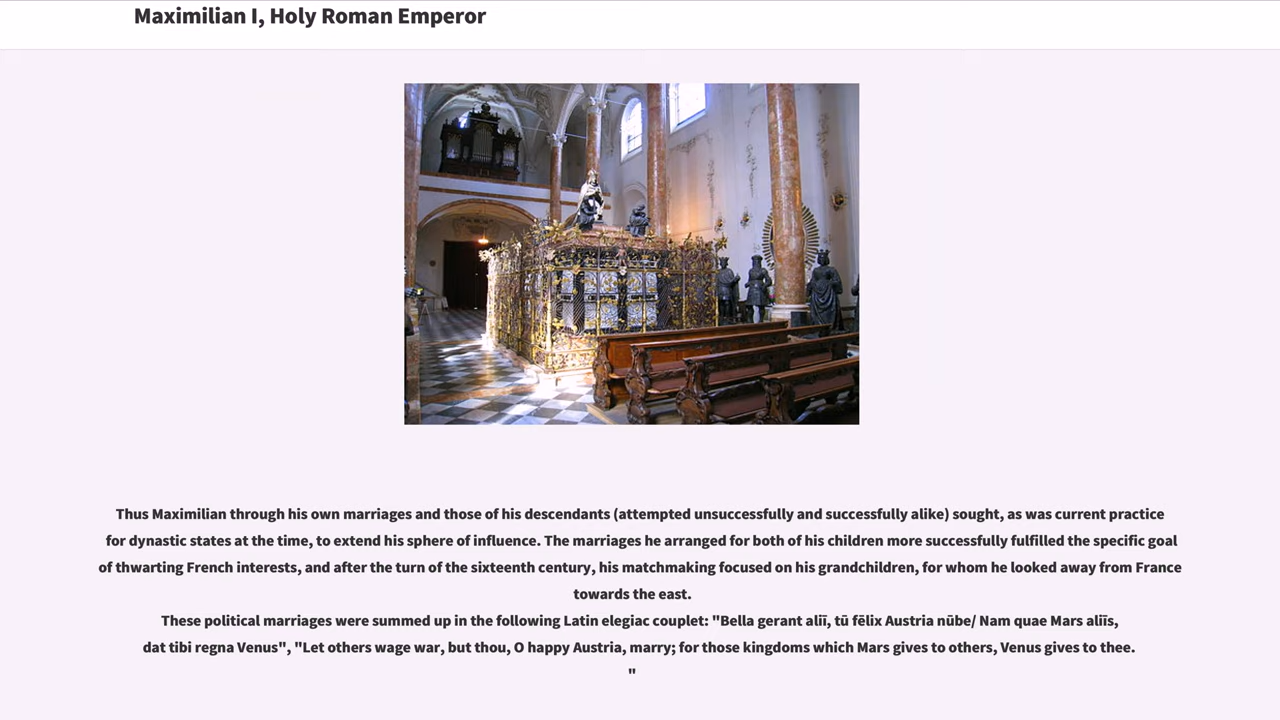 Maximilian I, Holy Roman Emperor
Thus Maximilian through his own marriages and those of his descendants (attempted unsuccessfully and successfully alike) sought, as was current practice
for dynastic states at the time, to extend his sphere of influence. The marriages he arranged for both of his children more successfully fulfilled the specific goal
of thwarting French interests, and after the turn of the sixteenth century, his matchmaking focused on his grandchildren, for whom he looked away from France
towards the east.
These political marriages were summed up in the following Latin elegiac couplet: "Bella gerant aliī, tū fēlix Austria nūbe/ Nam quae Mars aliīs,
dat tibi regna Venus", "Let others wage war, but thou, O happy Austria, marry; for those kingdoms which Mars gives to others, Venus gives to thee.
"